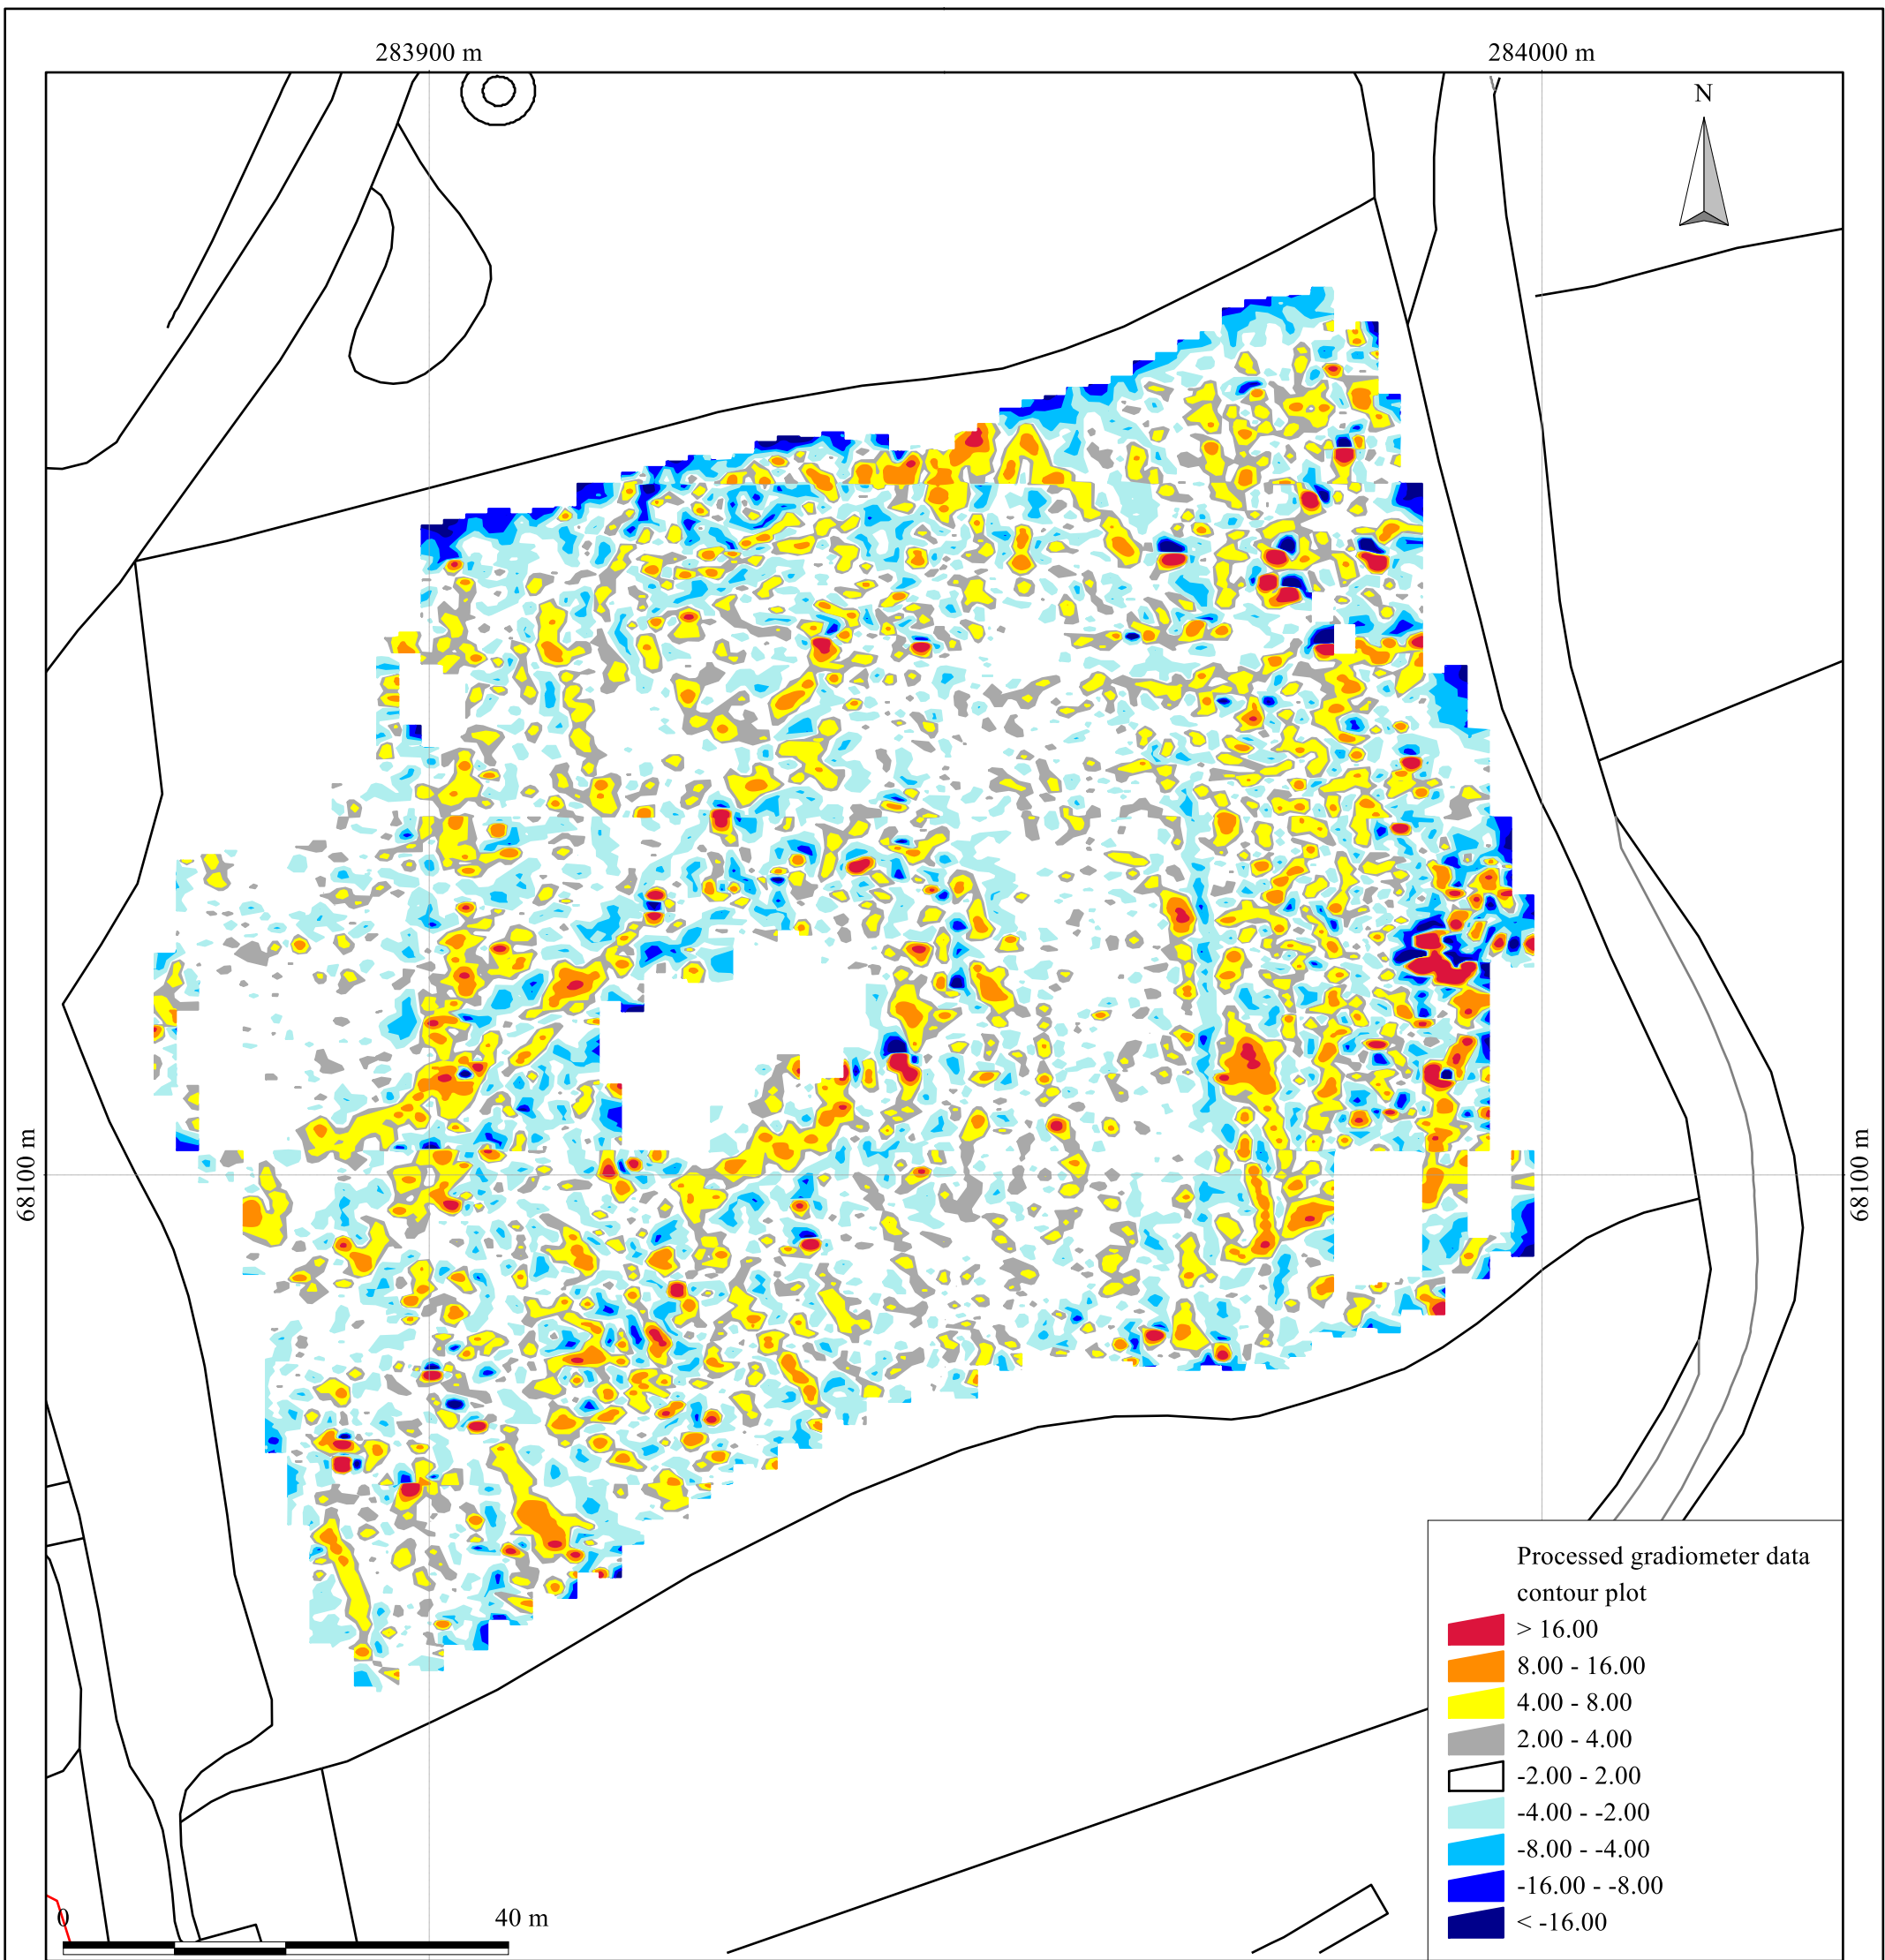 283900 m
284000 m
N
68100 m
68100 m
Processed gradiometer data
contour plot
> 16.00
8.00 - 16.00
4.00 - 8.00
2.00 - 4.00
-2.00 - 2.00
-4.00 - -2.00
-8.00 - -4.00
-16.00 - -8.00
< -16.00
0
40 m